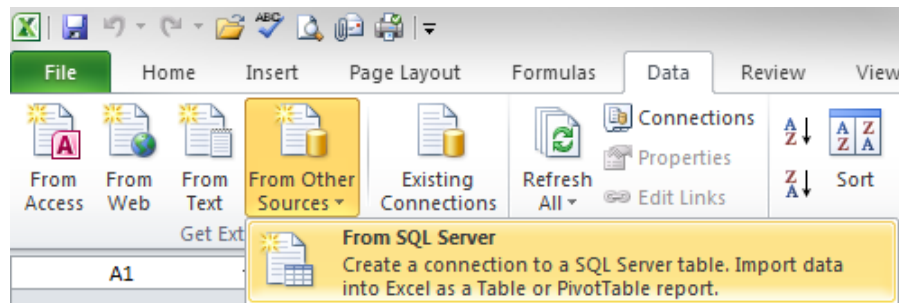 ABC
File Home Insert Page Layout Formulas Data Review View
From Access
From Web
From Text
From Other Sources
Existing Connections
Refresh All
Connections
Properties
Edit Links
A Z
Z A
A Z
Z A
Sort
Get Ext
From SQL Server
Create a connection to a SQL Server table. Import data
into Excel as a Table or PivotTable report.
A1